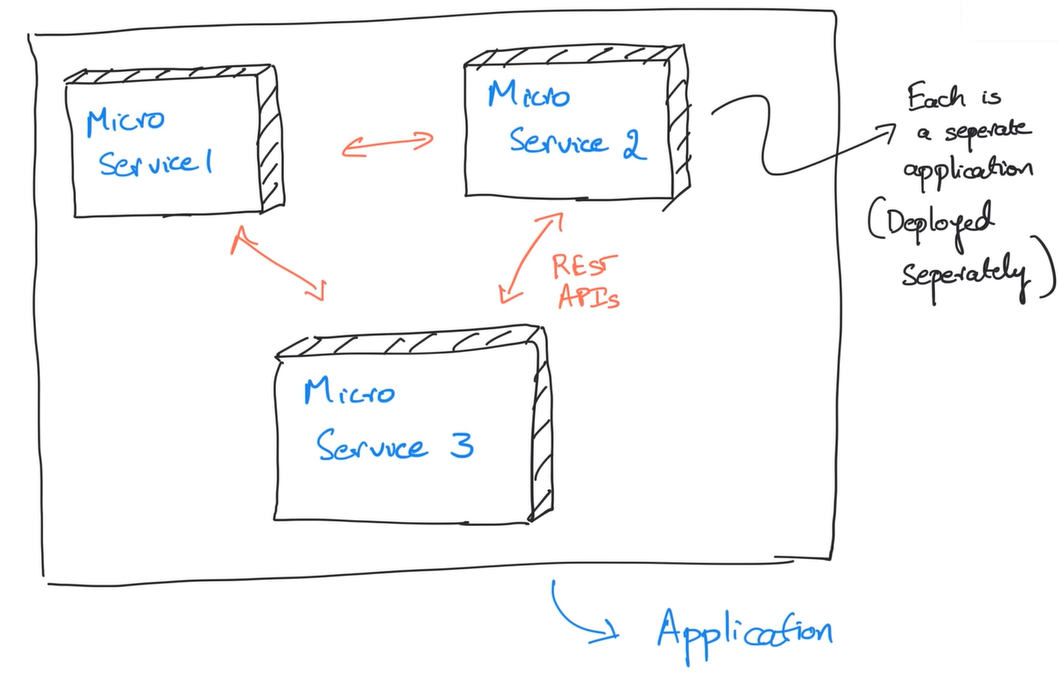 Micro
Service 1
Micro
Service 2
Each is
a seperate
application
(Deployed
seperately)
REST
APIs
Micro
Service 3
Application